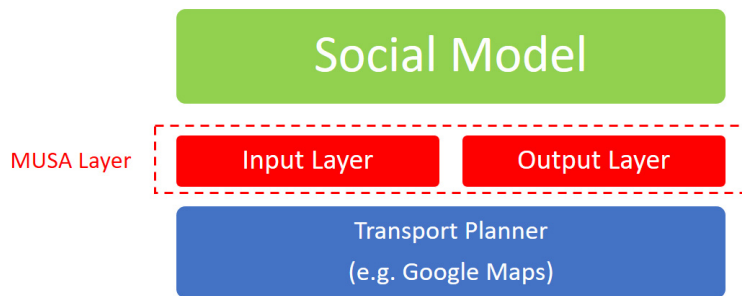 Social Model
MUSA Layer
Input Layer
Output Layer
Transport Planner
(e.g. Google Maps)